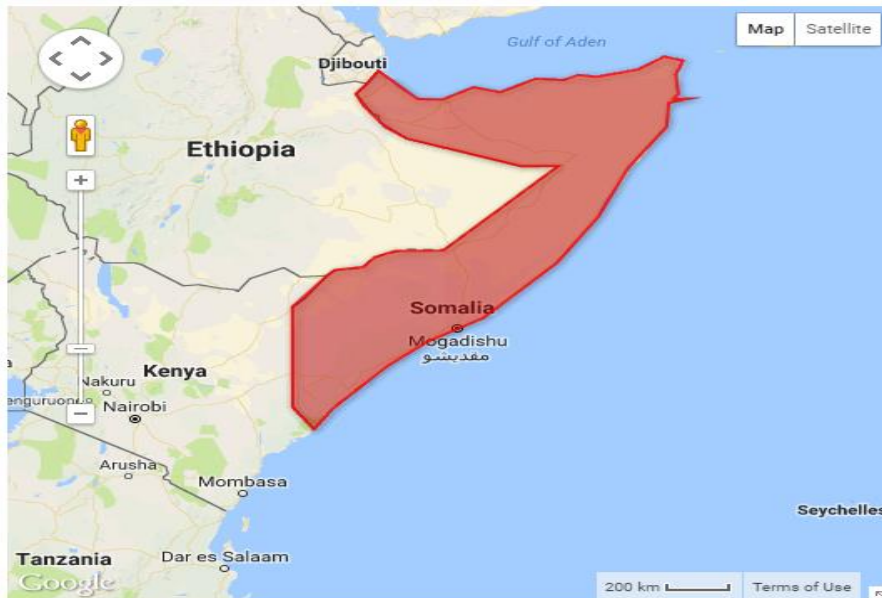 Map Satellite
Gulf of Aden
Djibouti
Ethiopia
Somalia
Mogadishu
مقديشو
Kenya
Nakuru
enguruone
Nairobi
Arusha
Mombasa
Seychelles
Tanzania
Dar es Salaam
Google
200 km
Terms of Use